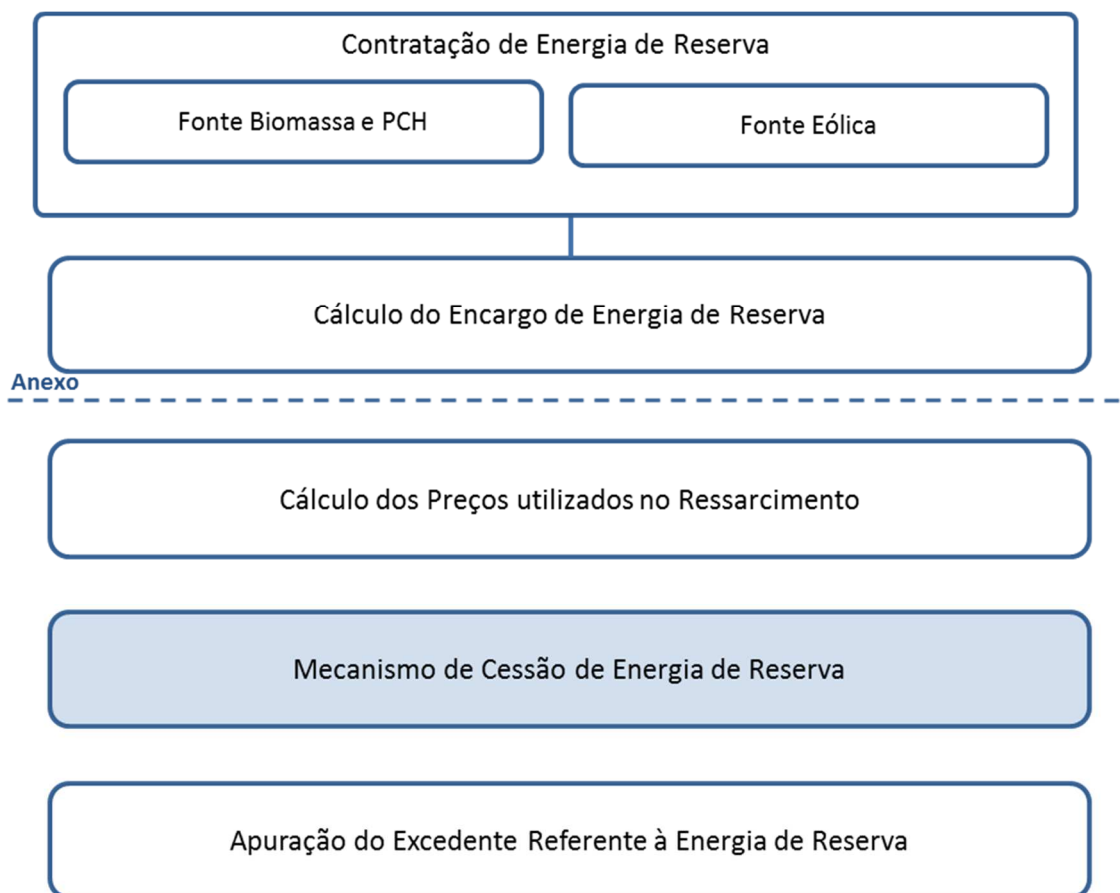 Contratação de Energia de Reserva
Fonte Biomassa e PCH
Fonte Eólica
Cálculo do Encargo de Energia de Reserva
Anexo
Cálculo dos Preços utilizados no Ressarcimento
Mecanismo de Cessão de Energia de Reserva
Apuração do Excedente Referente à Energia de Reserva